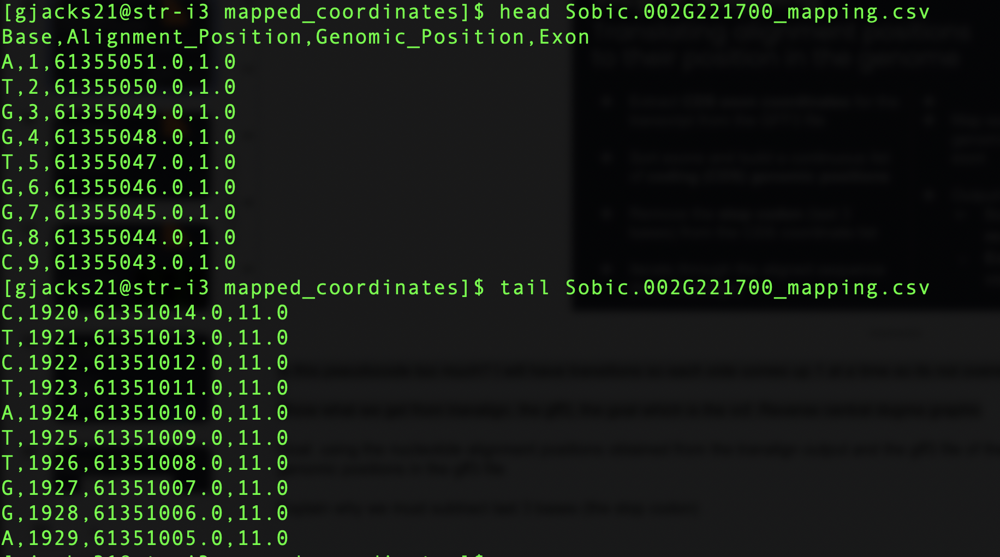 [gjacks21@str-i3 mapped_coordinates]$ head Sobic.002G221700_mapping.csv
Base,Alignment_Position,Genomic_Position,Exon
A,1,61355051.0,1.0
T,2,61355050.0,1.0
G,3,61355049.0,1.0
G,4,61355048.0,1.0
T,5,61355047.0,1.0
G,6,61355046.0,1.0
G,7,61355045.0,1.0
G,8,61355044.0,1.0
C,9,61355043.0,1.0
[gjacks21@str-i3 mapped_coordinates]$ tail Sobic.002G221700_mapping.csv
C,1920,61351014.0,11.0
T,1921,61351013.0,11.0
C,1922,61351012.0,11.0
T,1923,61351011.0,11.0
A,1924,61351010.0,11.0
T,1925,61351009.0,11.0
T,1926,61351008.0,11.0
G,1927,61351007.0,11.0
G,1928,61351006.0,11.0
A,1929,61351005.0,11.0